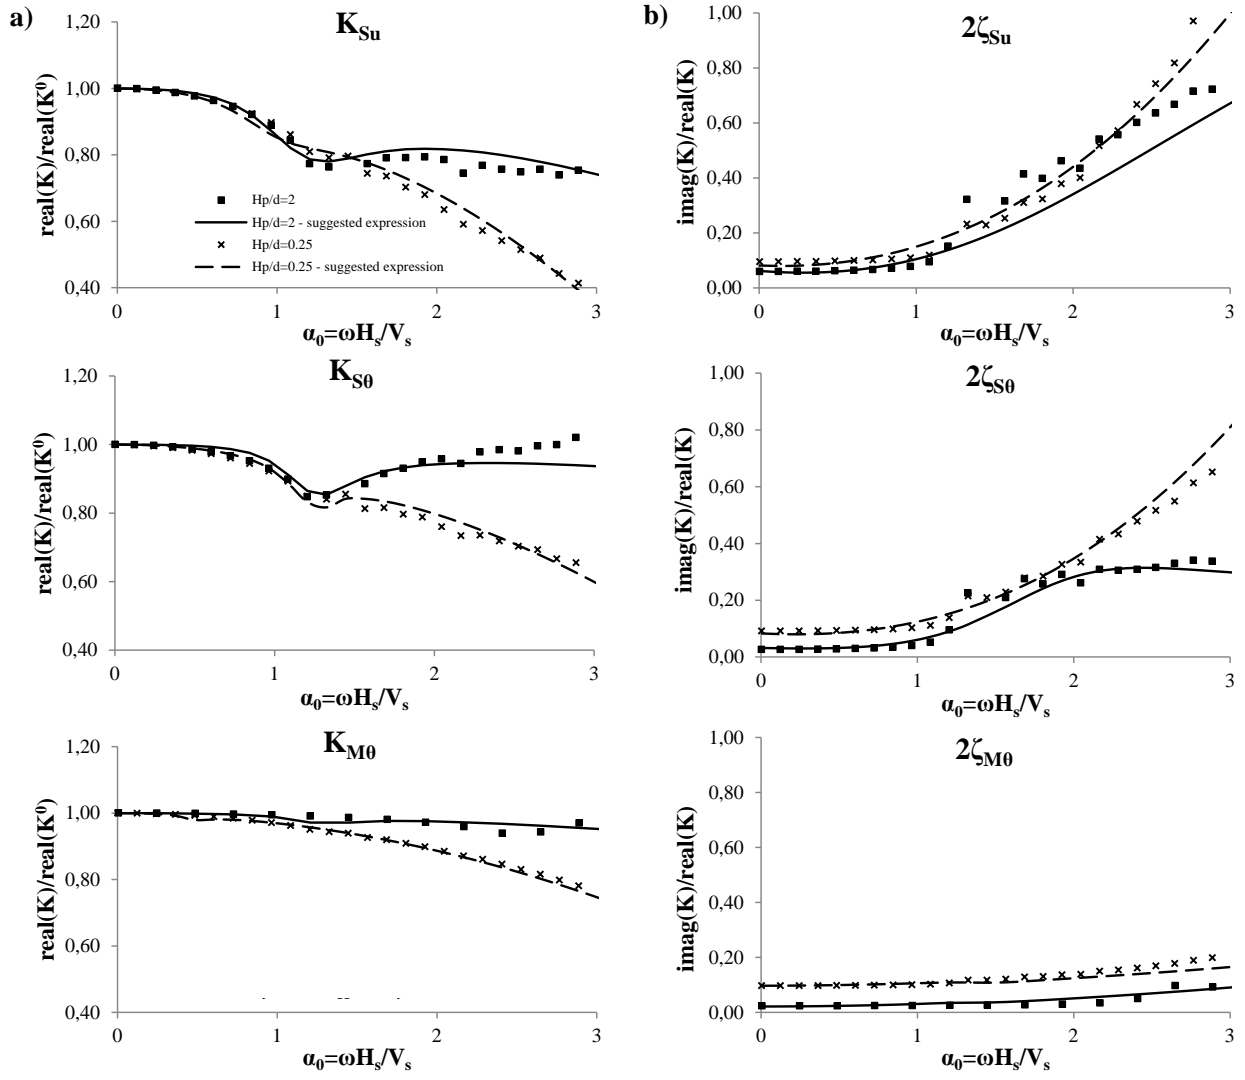 a)
K_Su
1,20
1,00
0,80
0,60
0,40
real(K)/real(K⁰)
Hp/d=2
Hp/d=2 - suggested expression
Hp/d=0.25
Hp/d=0.25 - suggested expression
0 1 2 3
α₀=ωH_s/V_s
b)
2ζ_Su
1,00
0,80
0,60
0,40
0,20
0,00
imag(K)/real(K)
0 1 2 3
α₀=ωH_s/V_s
K_Sθ
1,20
1,00
0,80
0,60
0,40
real(K)/real(K⁰)
0 1 2 3
α₀=ωH_s/V_s
2ζ_Sθ
1,00
0,80
0,60
0,40
0,20
0,00
imag(K)/real(K)
0 1 2 3
α₀=ωH_s/V_s
K_Mθ
1,20
1,00
0,80
0,60
0,40
real(K)/real(K⁰)
0 1 2 3
α₀=ωH_s/V_s
2ζ_Mθ
1,00
0,80
0,60
0,40
0,20
0,00
imag(K)/real(K)
0 1 2 3
α₀=ωH_s/V_s